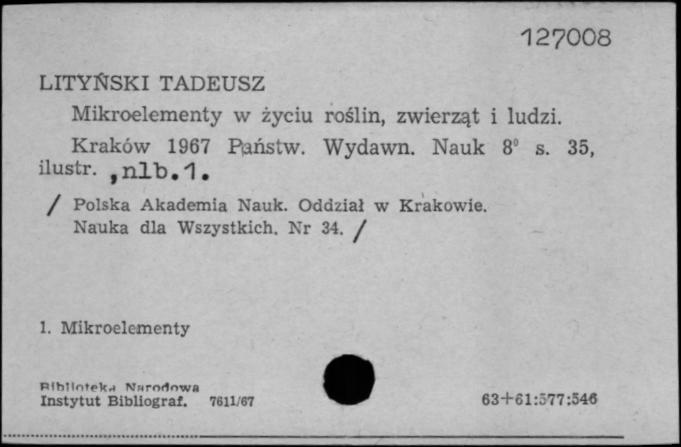 127008
LITYŃSKI TADEUSZ
Mikroelementy w życiu roślin, zwierząt i ludzi.
Kraków 1967 Państw. Wydawn. Nauk 8° s. 35,
ilustr. ,nlb.1.
/ Polska Akademia Nauk. Oddział w Krakowie.
Nauka dla Wszystkich. Nr 34. /
1. Mikroelementy
Biblioteka Narodowa
Instytut Bibliograf. 7611/67
63+61:577:546